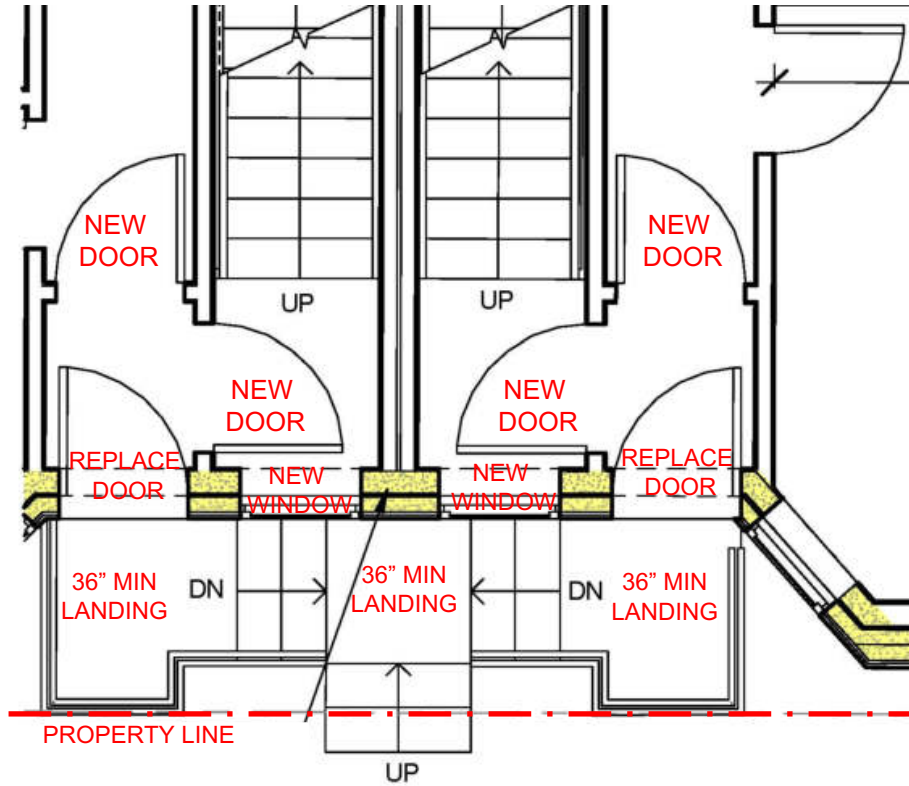 NEW
DOOR
NEW
DOOR
UP
UP
NEW
DOOR
NEW
DOOR
REPLACE
DOOR
NEW
WINDOW
NEW
WINDOW
REPLACE
DOOR
36” MIN
LANDING
DN
36” MIN
LANDING
DN
36” MIN
LANDING
PROPERTY LINE
UP